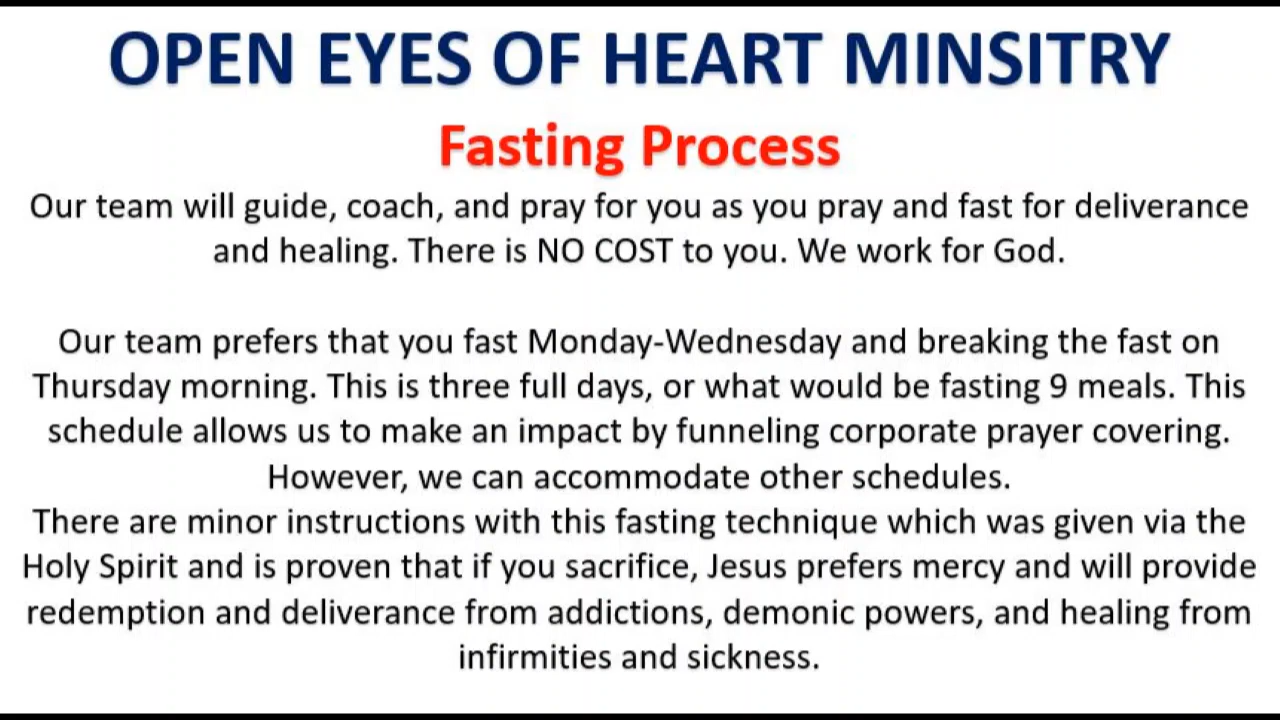 OPEN EYES OF HEART MINSITRY
Fasting Process
Our team will guide, coach, and pray for you as you pray and fast for deliverance
and healing. There is NO COST to you. We work for God.
Our team prefers that you fast Monday-Wednesday and breaking the fast on
Thursday morning. This is three full days, or what would be fasting 9 meals. This
schedule allows us to make an impact by funneling corporate prayer covering.
However, we can accommodate other schedules.
There are minor instructions with this fasting technique which was given via the
Holy Spirit and is proven that if you sacrifice, Jesus prefers mercy and will provide
redemption and deliverance from addictions, demonic powers, and healing from
infirmities and sickness.